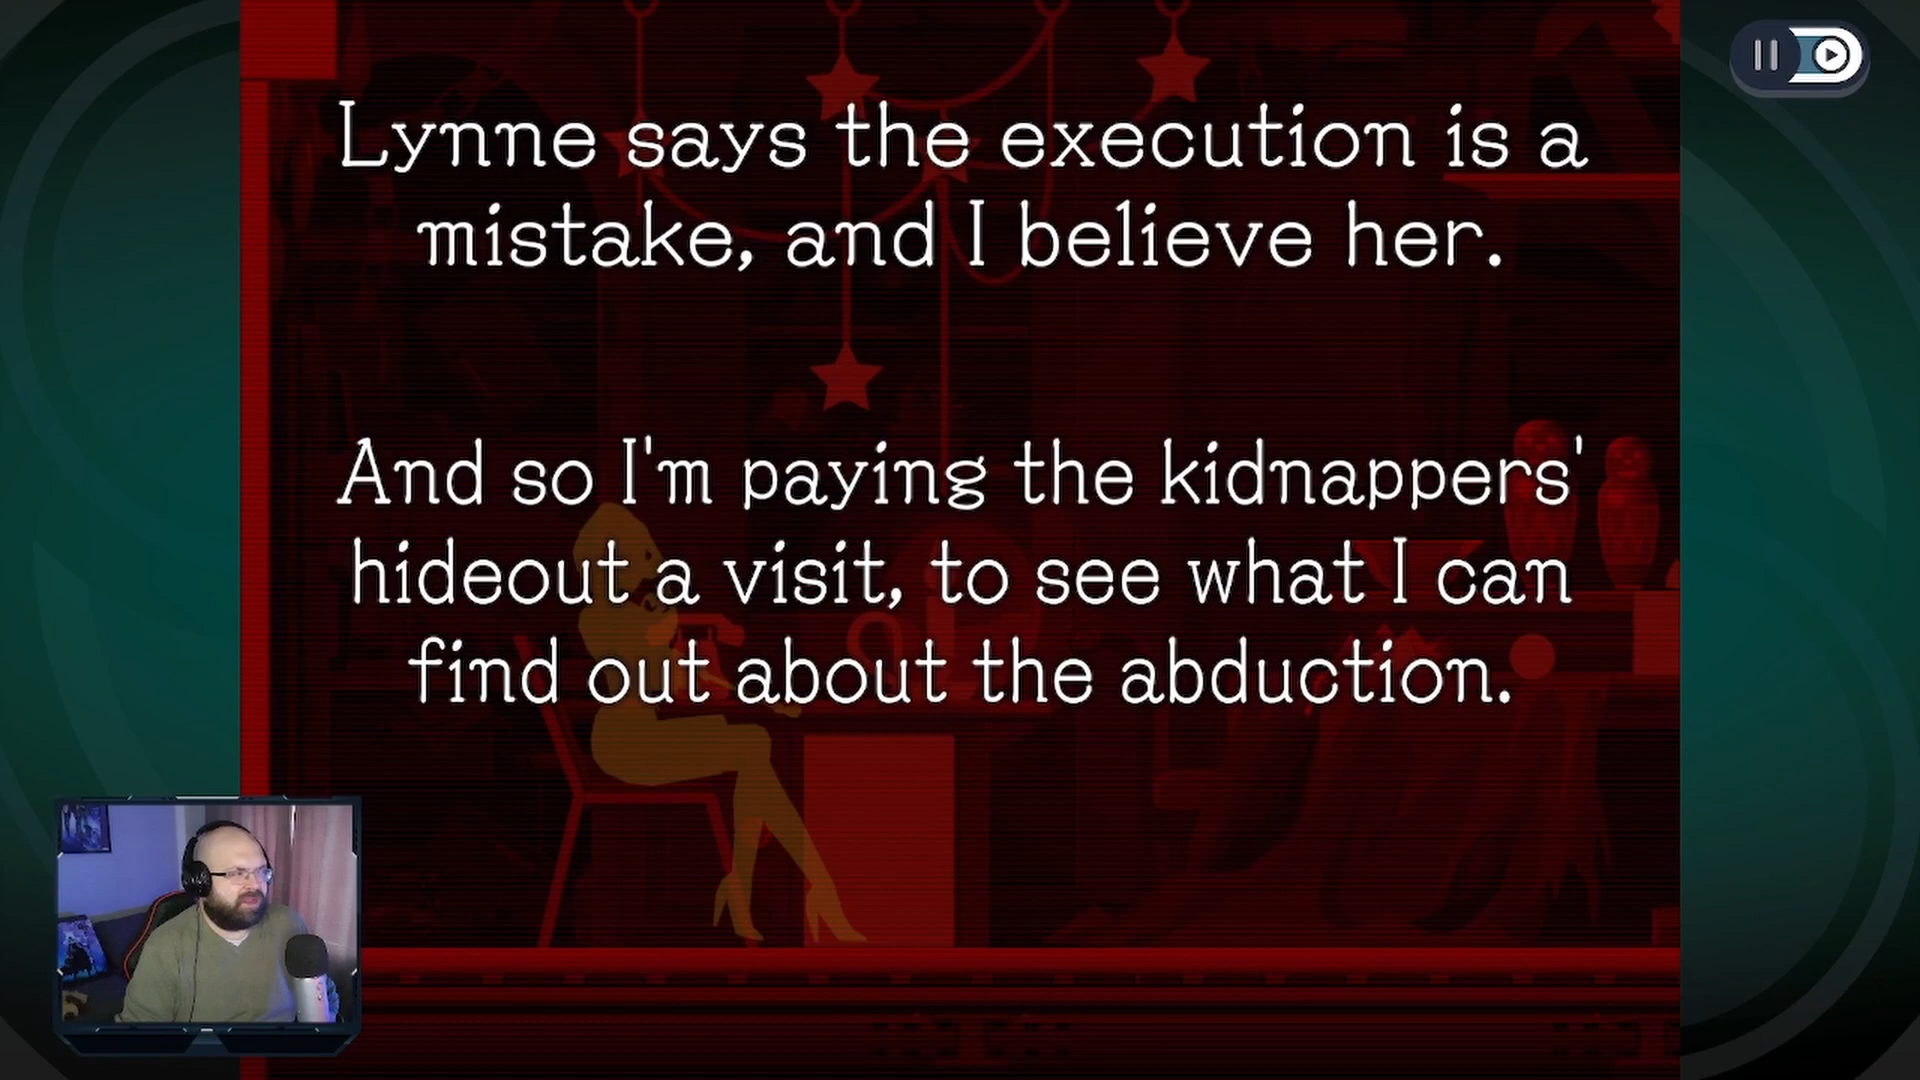 Lynne says the execution is a
mistake, and I believe her.
And so I'm paying the kidnappers'
hideout a visit, to see what I can
find out about the abduction.